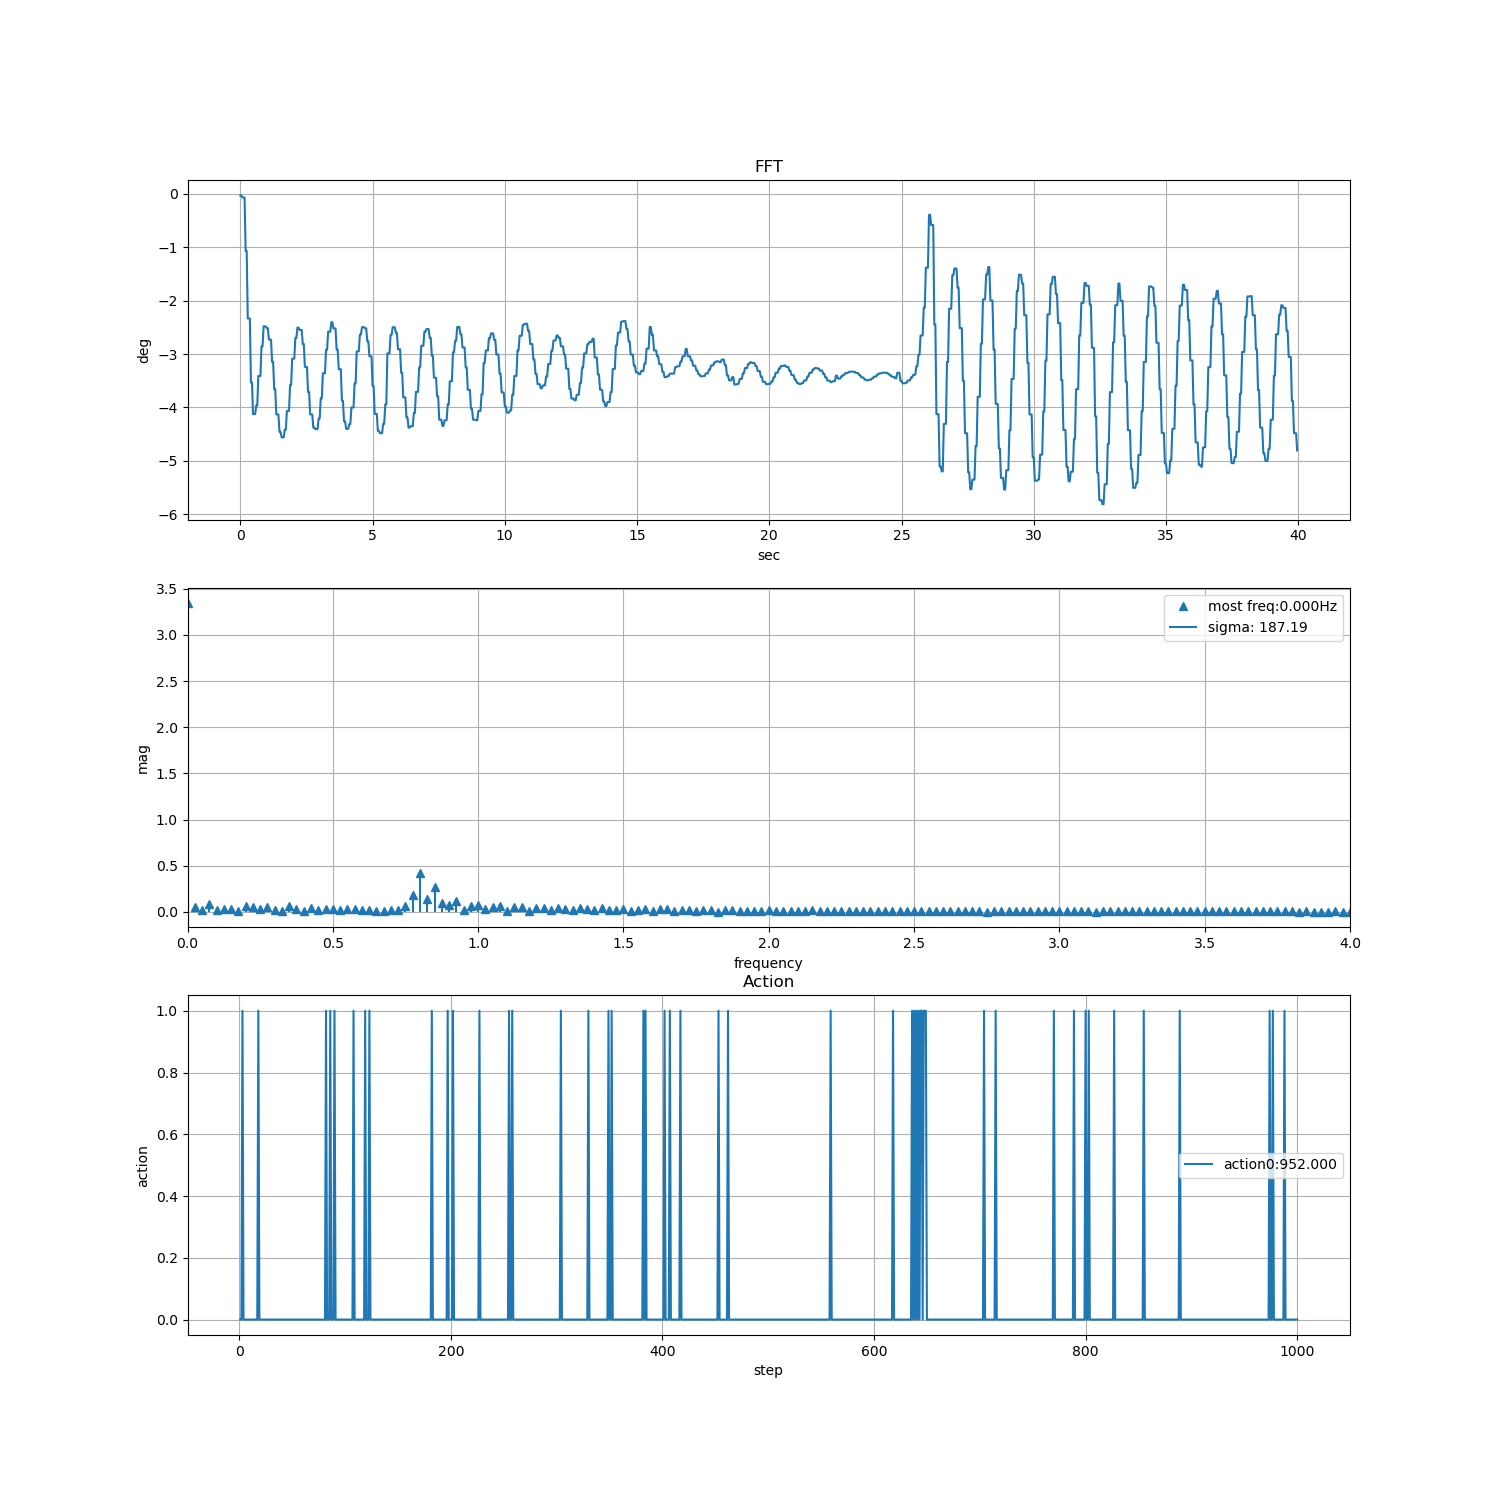 FFT
0
−1
−2
−3
−4
−5
−6
deg
0 5 10 15 20 25 30 35 40
sec
3.5
3.0
2.5
2.0
1.5
1.0
0.5
0.0
mag
most freq:0.000Hz
sigma: 187.19
0.0 0.5 1.0 1.5 2.0 2.5 3.0 3.5 4.0
frequency
Action
1.0
0.8
0.6
0.4
0.2
0.0
action
action0:952.000
0 200 400 600 800 1000
step